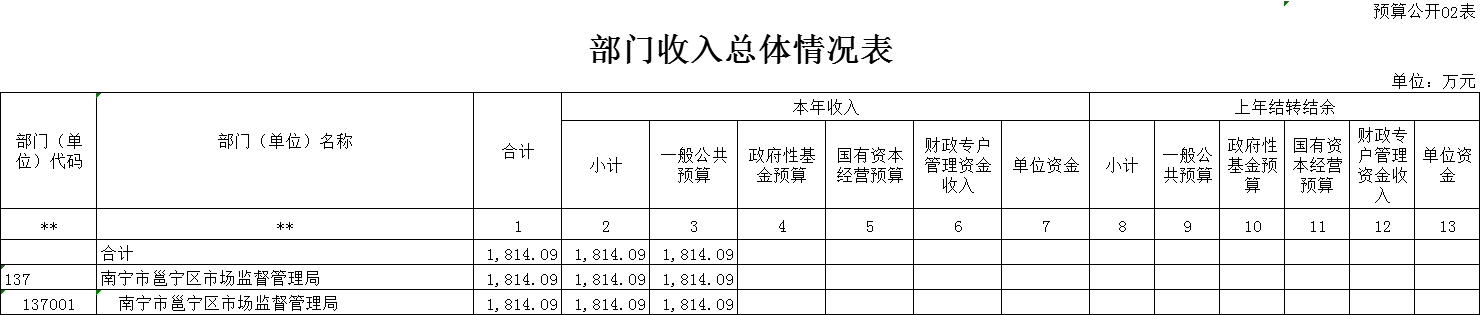 预算公开02表
部门收入总体情况表
单位：万元
部门（单位）代码 部门（单位）名称 合计 本年收入 上年结转结余
小计 一般公共预算 政府性基金预算 国有资本经营预算 财政专户管理资金收入 单位资金 小计 一般公共预算 政府性基金预算 国有资本经营预算 财政专户管理资金收入 单位资金
** ** 1 2 3 4 5 6 7 8 9 10 11 12 13
合计 1,814.09 1,814.09 1,814.09
137 南宁市邕宁区市场监督管理局 1,814.09 1,814.09 1,814.09
137001 南宁市邕宁区市场监督管理局 1,814.09 1,814.09 1,814.09